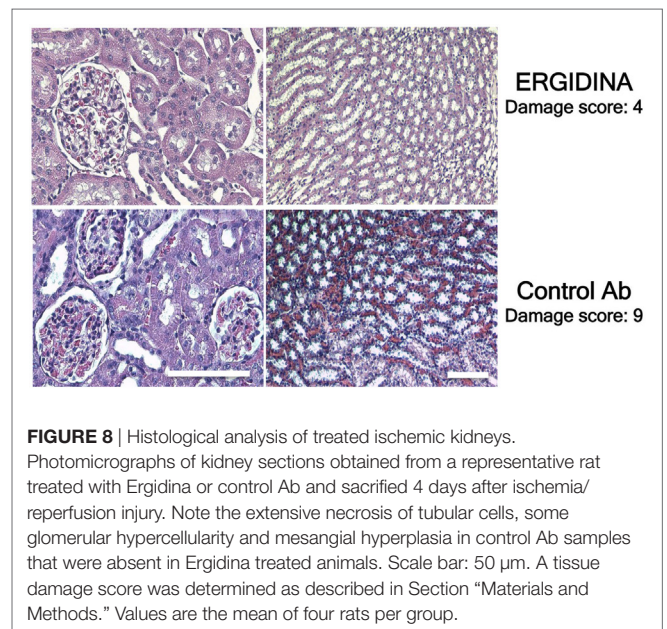 ERGIDINA
Damage score: 4
Control Ab
Damage score: 9
FIGURE 8 | Histological analysis of treated ischemic kidneys.
Photomicrographs of kidney sections obtained from a representative rat
treated with Ergidina or control Ab and sacrified 4 days after ischemia/
reperfusion injury. Note the extensive necrosis of tubular cells, some
glomerular hypercellularity and mesangial hyperplasia in control Ab samples
that were absent in Ergidina treated animals. Scale bar: 50 μm. A tissue
damage score was determined as described in Section “Materials and
Methods.” Values are the mean of four rats per group.